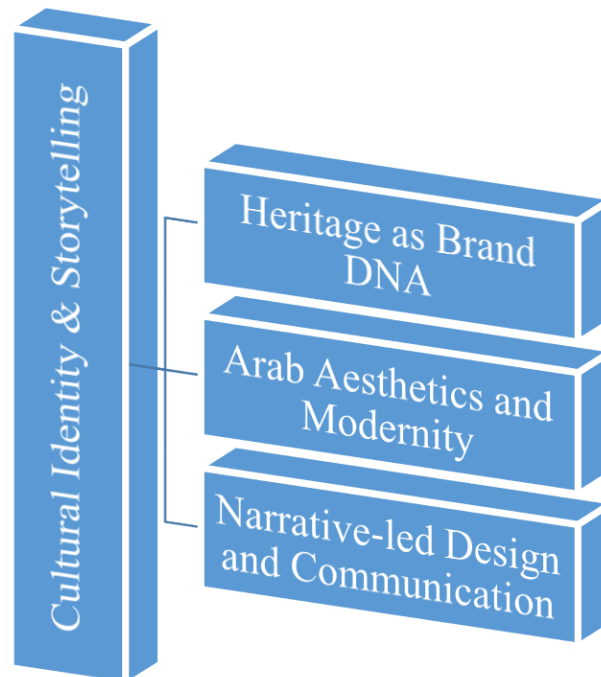 Cultural Identity & Storytelling
Heritage as Brand
DNA
Arab Aesthetics and
Modernity
Narrative-led Design
and Communication